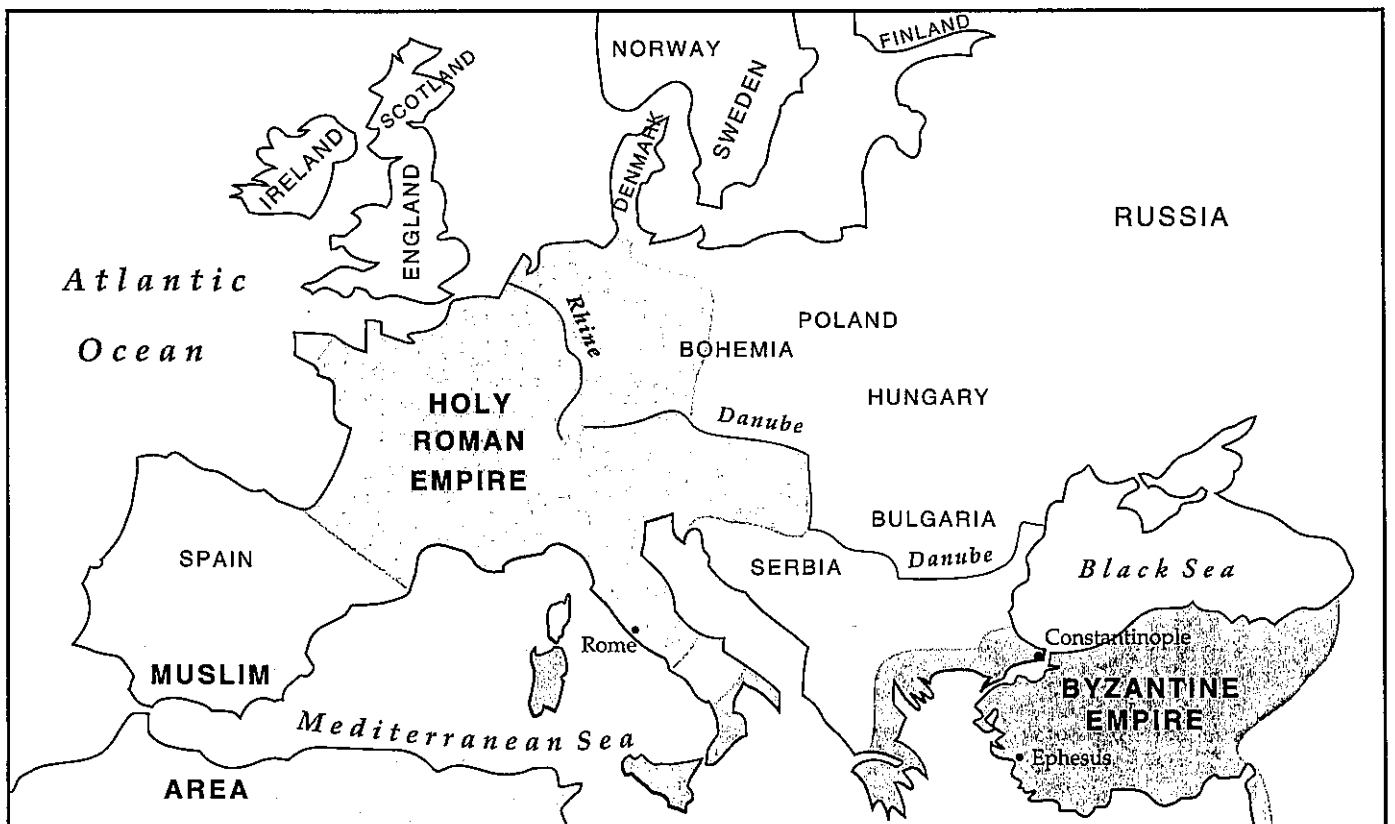 NORWAY
FINLAND
SWEDEN
SCOTLAND
IRELAND
DENMARK
ENGLAND
RUSSIA
Atlantic
Ocean
Rhine
POLAND
BOHEMIA
HOLY
ROMAN
EMPIRE
HUNGARY
Danube
SPAIN
BULGARIA
SERBIA
Danube
Black Sea
Rome
Constantinople
MUSLIM
BYZANTINE
EMPIRE
Mediterranean Sea
Ephesus
AREA